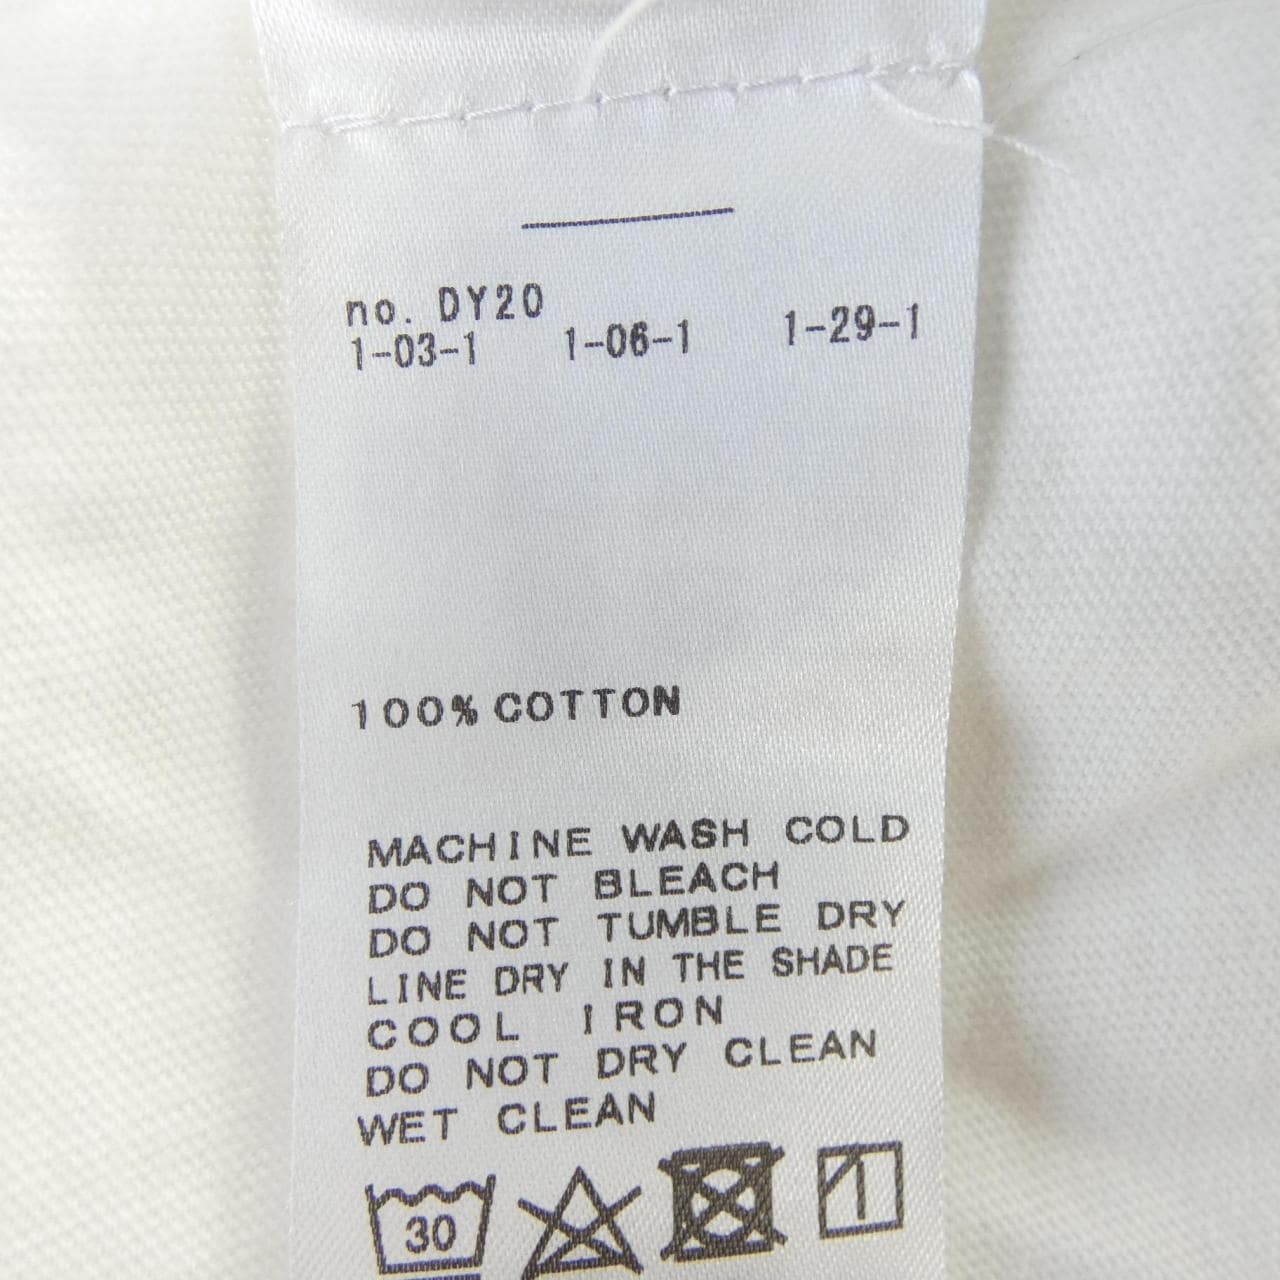 no. DY20
1-03-1 1-06-1 1-29-1
100% COTTON
MACHINE WASH COLD
DO NOT BLEACH
DO NOT TUMBLE DRY
LINE DRY IN THE SHADE
COOL IRON
DO NOT DRY CLEAN
WET CLEAN
30